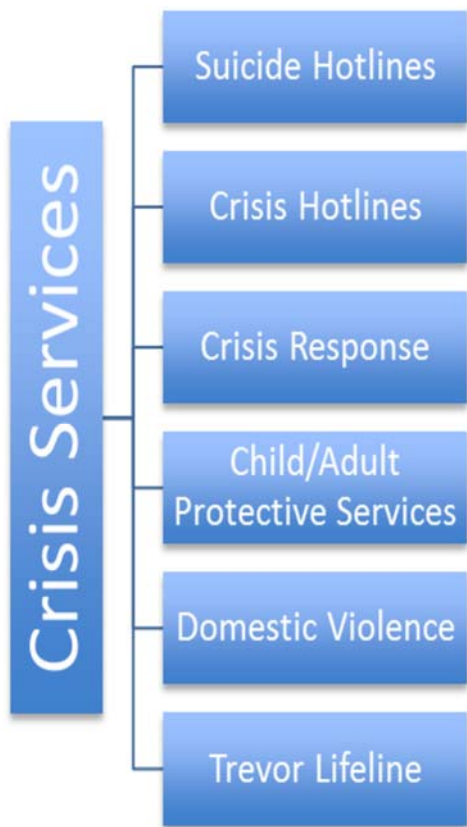 Crisis Services
Suicide Hotlines
Crisis Hotlines
Crisis Response
Child/Adult
Protective Services
Domestic Violence
Trevor Lifeline